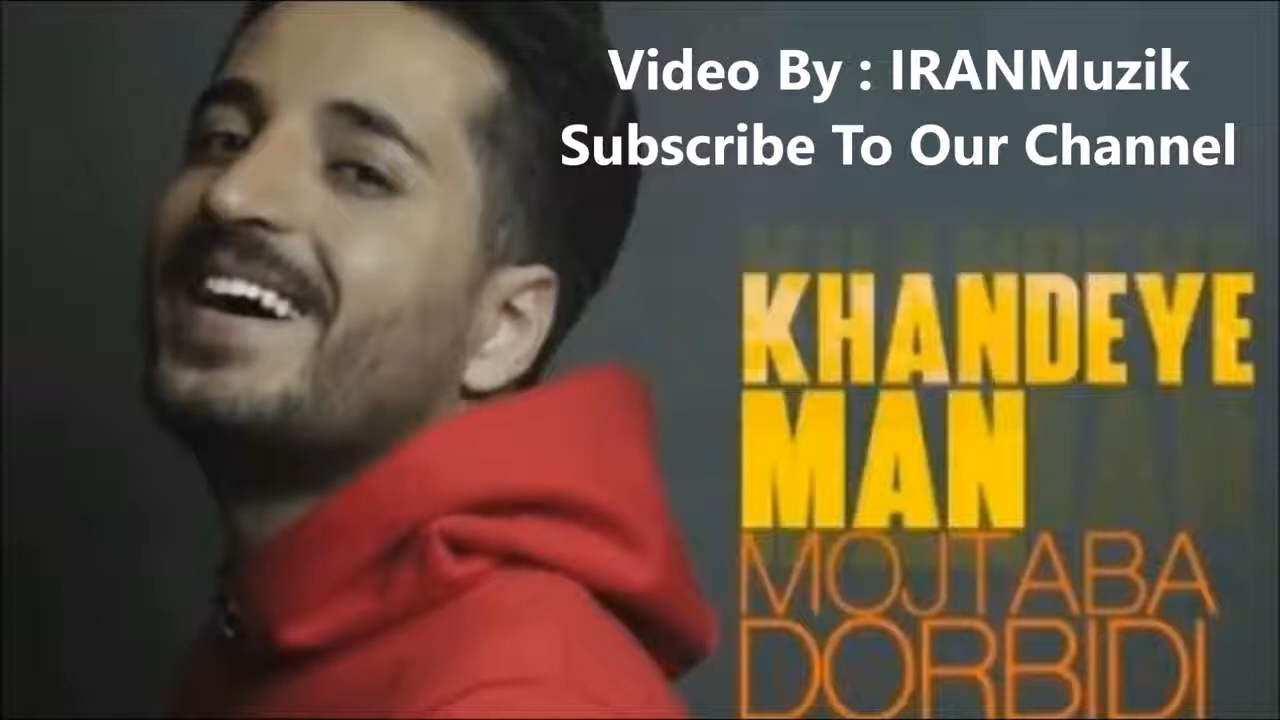 Video By : IRANMuzik
Subscribe To Our Channel
KHANDEYE
MAN
MOJTABA
DORBIDI